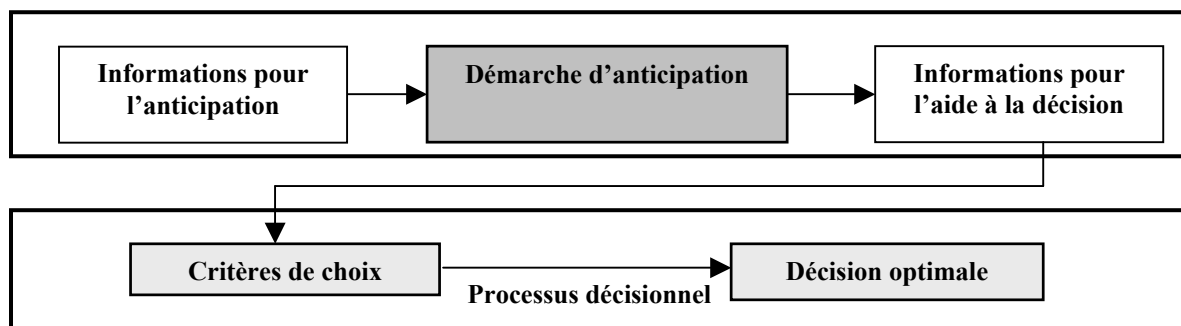 Informations pour
l'anticipation
Démarche d'anticipation
Informations pour
l'aide à la décision
Critères de choix
Processus décisionnel
Décision optimale